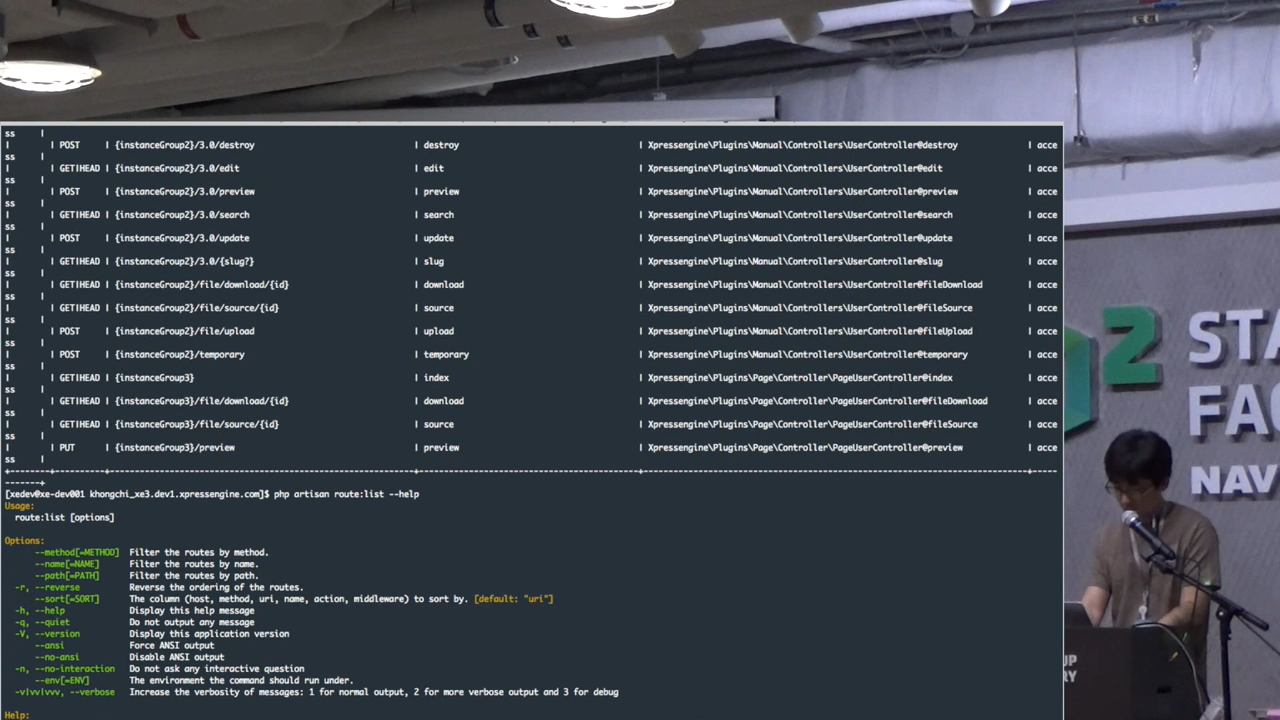 ss |
| | POST | {instanceGroup2}/3.0/destroy | destroy | Xpressengine\Plugins\Manual\Controllers\UserController@destroy | acce
ss |
| | GET|HEAD | {instanceGroup2}/3.0/edit | edit | Xpressengine\Plugins\Manual\Controllers\UserController@edit | acce
ss |
| | POST | {instanceGroup2}/3.0/preview | preview | Xpressengine\Plugins\Manual\Controllers\UserController@preview | acce
ss |
| | GET|HEAD | {instanceGroup2}/3.0/search | search | Xpressengine\Plugins\Manual\Controllers\UserController@search | acce
ss |
| | POST | {instanceGroup2}/3.0/update | update | Xpressengine\Plugins\Manual\Controllers\UserController@update | acce
ss |
| | GET|HEAD | {instanceGroup2}/3.0/{slug?} | slug | Xpressengine\Plugins\Manual\Controllers\UserController@slug | acce
ss |
| | GET|HEAD | {instanceGroup2}/file/download/{id} | download | Xpressengine\Plugins\Manual\Controllers\UserController@fileDownload | acce
ss |
| | GET|HEAD | {instanceGroup2}/file/source/{id} | source | Xpressengine\Plugins\Manual\Controllers\UserController@fileSource | acce
ss |
| | POST | {instanceGroup2}/file/upload | upload | Xpressengine\Plugins\Manual\Controllers\UserController@fileUpload | acce
ss |
| | POST | {instanceGroup2}/temporary | temporary | Xpressengine\Plugins\Manual\Controllers\UserController@temporary | acce
ss |
| | GET|HEAD | {instanceGroup3} | index | Xpressengine\Plugins\Page\Controller\PageUserController@index | acce
ss |
| | GET|HEAD | {instanceGroup3}/file/download/{id} | download | Xpressengine\Plugins\Page\Controller\PageUserController@fileDownload | acce
ss |
| | GET|HEAD | {instanceGroup3}/file/source/{id} | source | Xpressengine\Plugins\Page\Controller\PageUserController@fileSource | acce
ss |
| | PUT | {instanceGroup3}/preview | preview | Xpressengine\Plugins\Page\Controller\PageUserController@preview | acce
ss |
[xedev@xe-dev001 khongchi_xe3.dev1.xpressengine.com]$ php artisan route:list --help
Usage:
route:list [options]
Options:
--method[=METHOD] Filter the routes by method.
--name[=NAME] Filter the routes by name.
--path[=PATH] Filter the routes by path.
-r, --reverse Reverse the ordering of the routes.
--sort[=SORT] The column (host, method, uri, name, action, middleware) to sort by. [default: "uri"]
-h, --help Display this help message
-q, --quiet Do not output any message
-V, --version Display this application version
--ansi Force ANSI output
--no-ansi Disable ANSI output
-n, --no-interaction Do not ask any interactive question
--env[=ENV] The environment the command should run under.
-v|vv|vvv, --verbose Increase the verbosity of messages: 1 for normal output, 2 for more verbose output and 3 for debug
Help:
2 STA
FAC
NAV
UP
RY